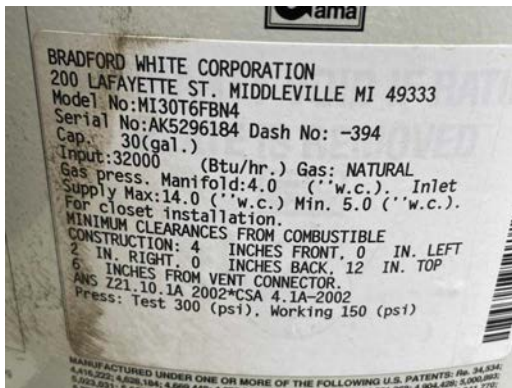 ama
BRADFORD WHITE CORPORATION
200 LAFAYETTE ST. MIDDLEVILLE MI 49333
Model No:MI30T6FBN4
Serial No:AK5296184 Dash No: -394
Cap. 30(gal.)
Input:32000 (Btu/hr.) Gas: NATURAL
Gas press. Manifold:4.0 (''w.c.). Inlet
Supply Max:14.0 (''w.c.) Min. 5.0 (''w.c.).
For closet installation.
MINIMUM CLEARANCES FROM COMBUSTIBLE
CONSTRUCTION: 4 INCHES FRONT, 0 IN. LEFT
2 IN. RIGHT, 0 INCHES BACK, 12 IN. TOP
6 INCHES FROM VENT CONNECTOR.
ANS Z21.10.1A 2002*CSA 4.1A-2002
Press: Test 300 (psi), Working 150 (psi)
MANUFACTURED UNDER ONE OR MORE OF THE FOLLOWING U.S. PATENTS: Re. 34,534;